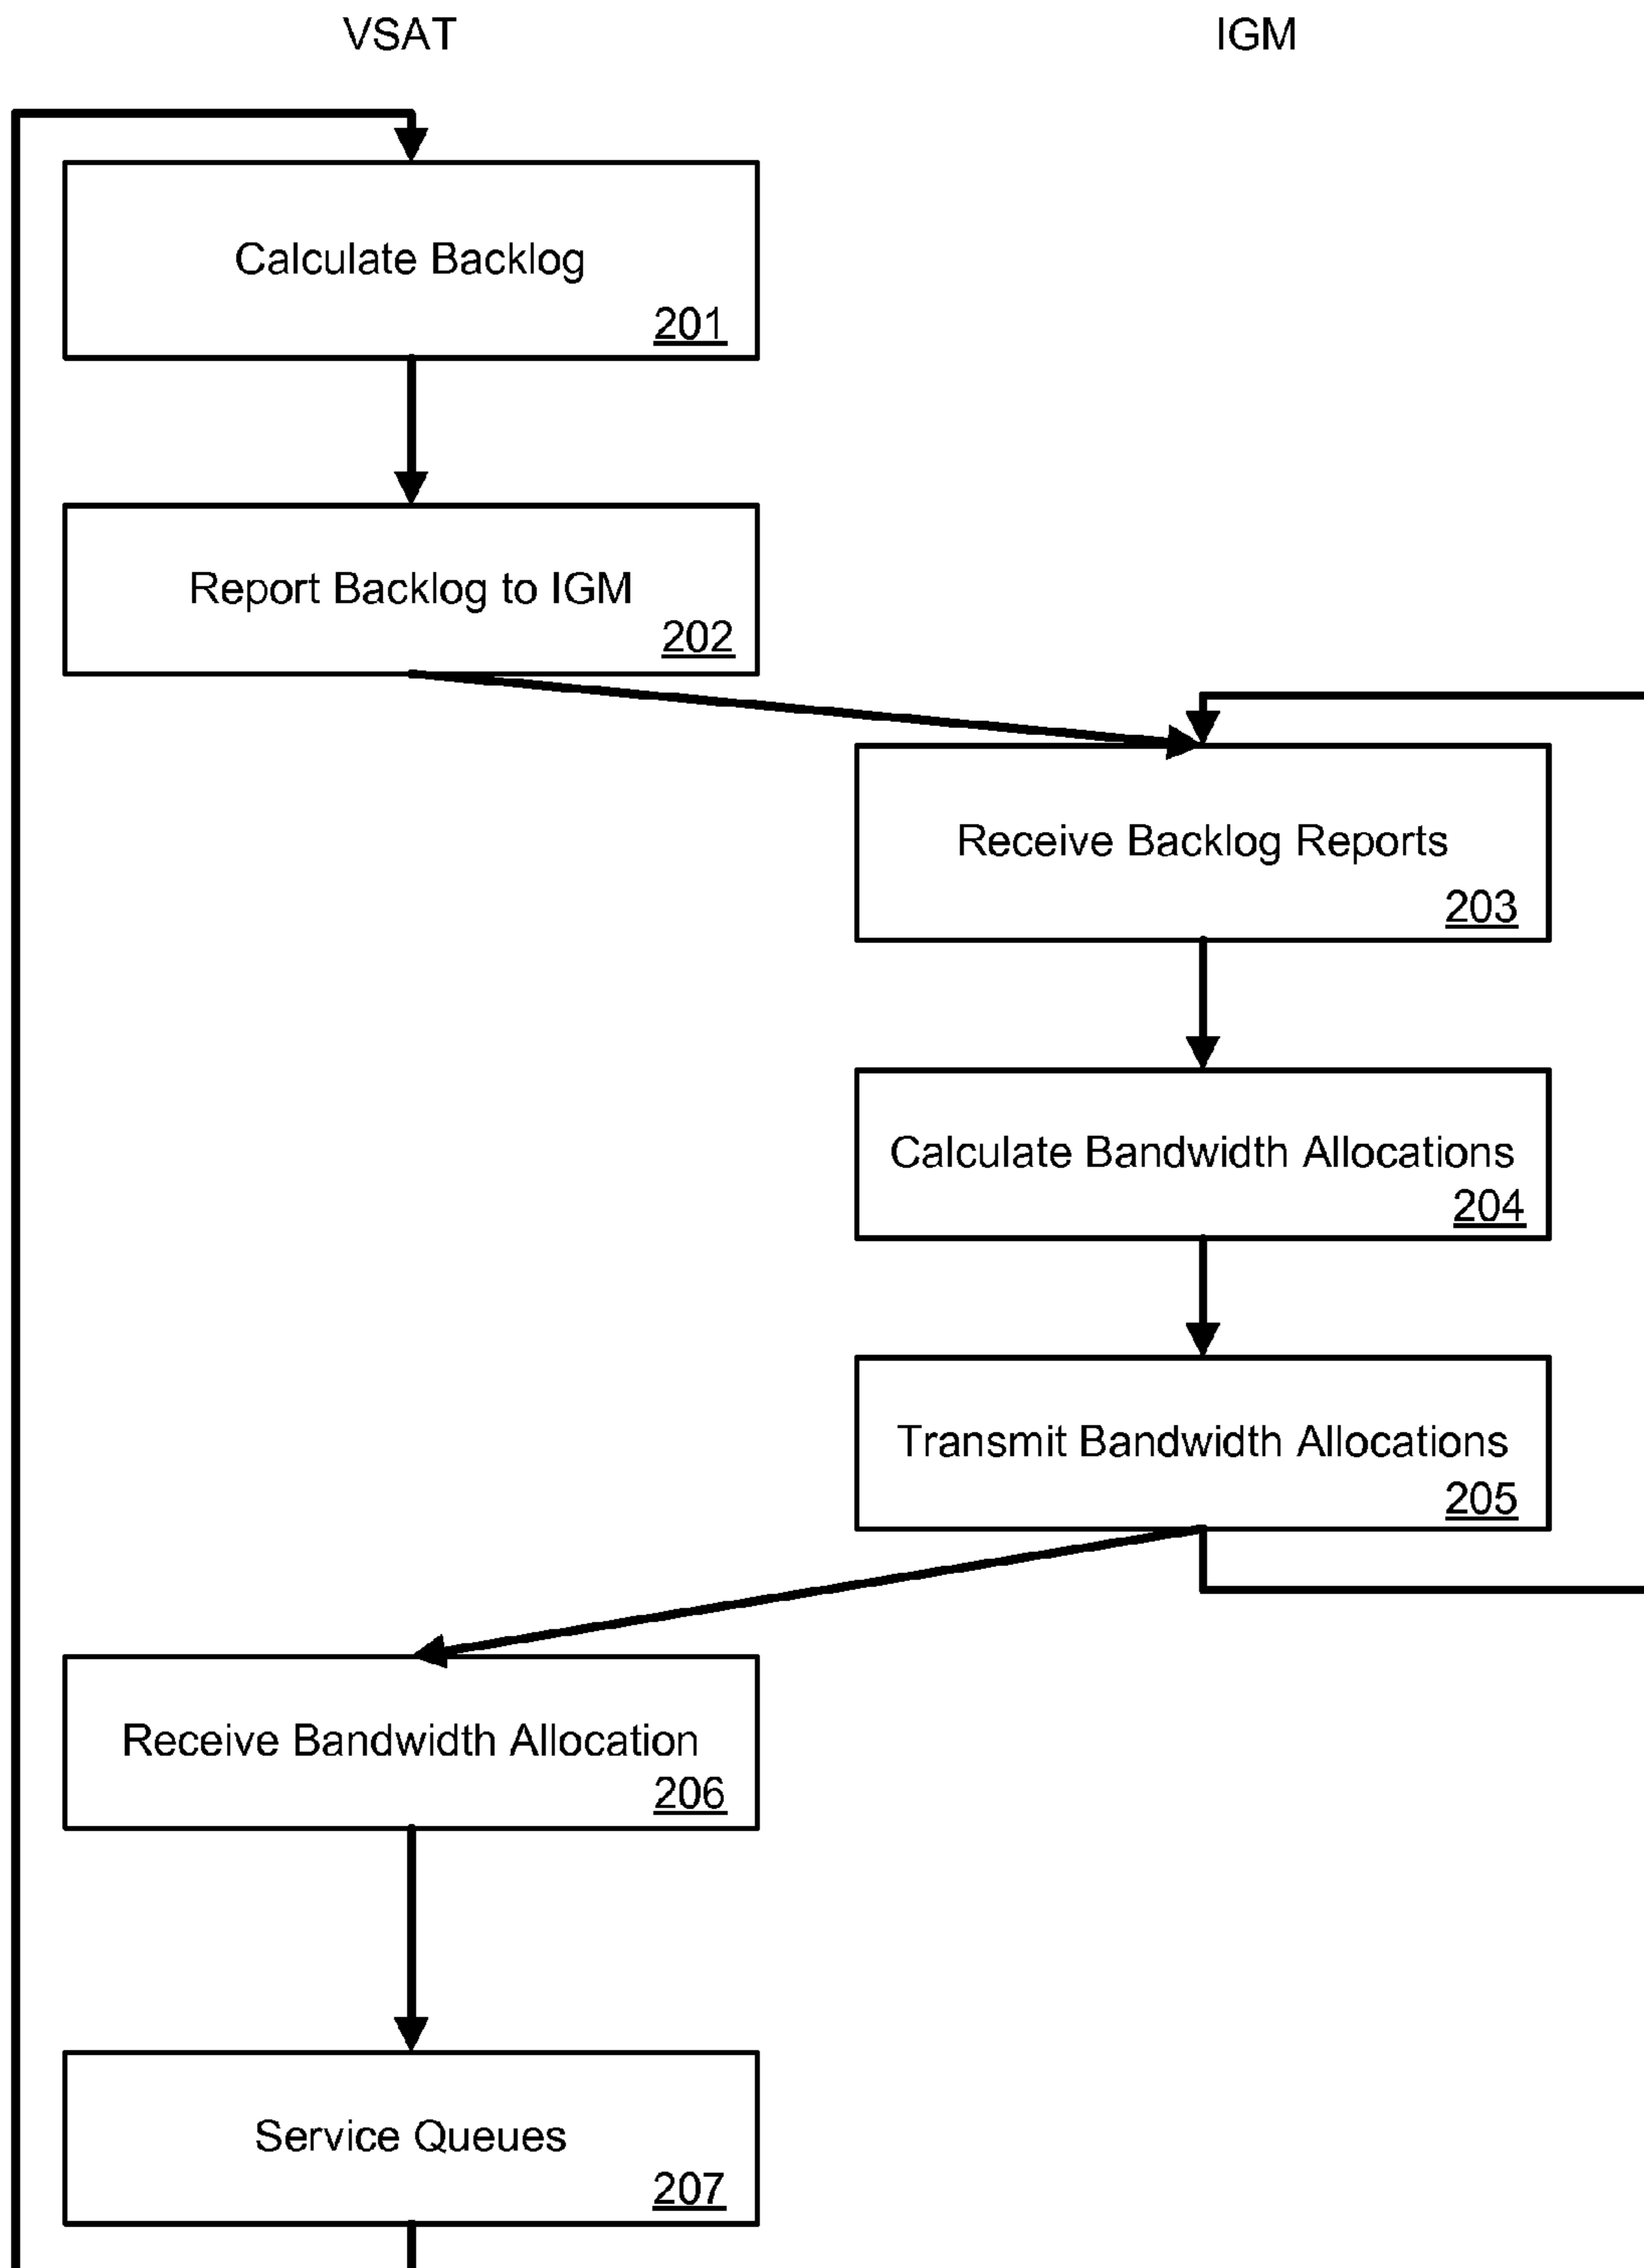 VSAT
IGM
Calculate Backlog
201
Report Backlog to IGM
202
Receive Backlog Reports
203
Calculate Bandwidth Allocations
204
Transmit Bandwidth Allocations
205
Receive Bandwidth Allocation
206
Service Queues
207